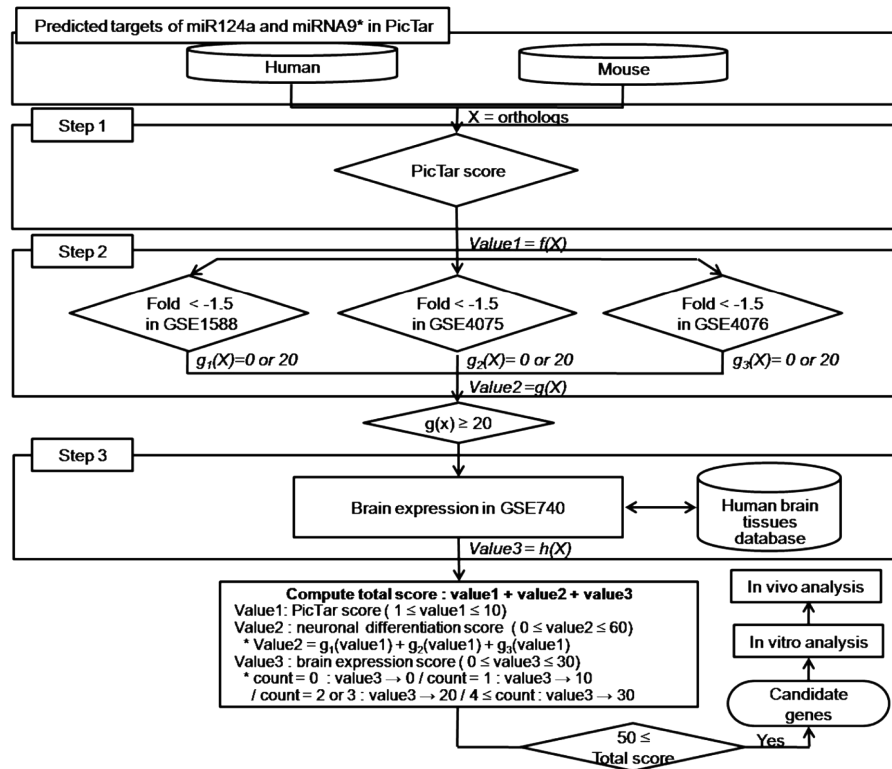 Predicted targets of miR124a and miRNA9* in PicTar
Human
Mouse
X = orthologs
Step 1
PicTar score
Value1 = f(X)
Step 2
Fold < -1.5
in GSE1588
Fold < -1.5
in GSE4075
Fold < -1.5
in GSE4076
g₁(X)=0 or 20
g₂(X)= 0 or 20
g₃(X)= 0 or 20
Value2 =g(X)
g(x) ≥ 20
Step 3
Brain expression in GSE740
Human brain
tissues
database
Value3 = h(X)
Compute total score : value1 + value2 + value3
Value1: PicTar score ( 1 ≤ value1 ≤ 10)
Value2 : neuronal differentiation score ( 0 ≤ value2 ≤ 60)
* Value2 = g₁(value1) + g₂(value1) + g₃(value1)
Value3 : brain expression score ( 0 ≤ value3 ≤ 30)
* count = 0 : value3 → 0 / count = 1 : value3 → 10
/ count = 2 or 3 : value3 → 20 / 4 ≤ count : value3 → 30
In vivo analysis
In vitro analysis
Candidate
genes
50 ≤
Total score
Yes